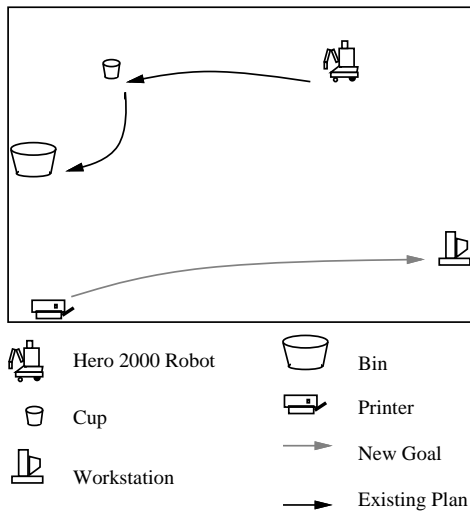 Hero 2000 Robot
Bin
Cup
Printer
Workstation
New Goal
Existing Plan